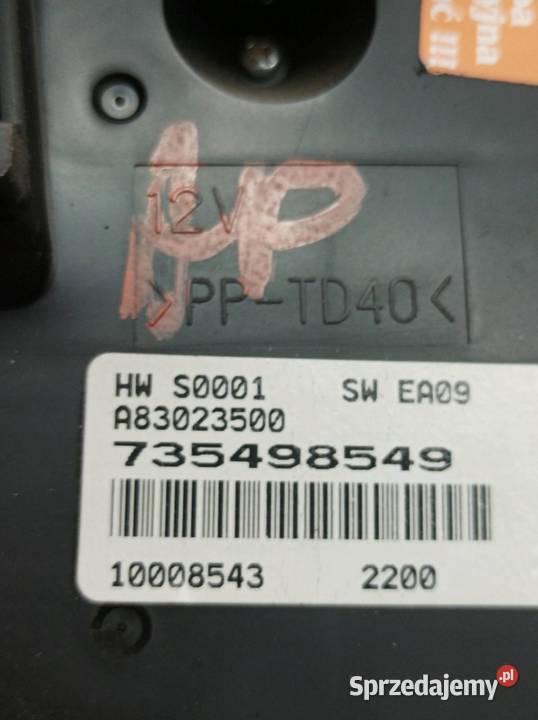 12V
>PP-TD40<
HW S0001 SW EA09
A83023500
735498549
10008543 2200
Sprzedajemy.pl